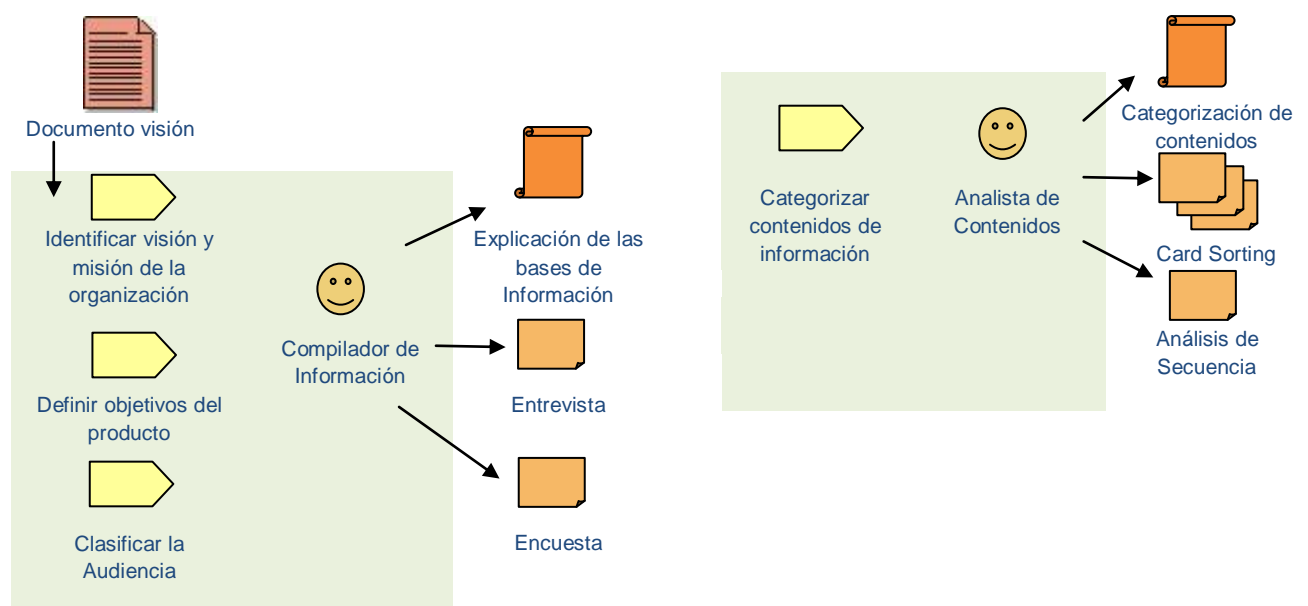 Documento visión
Identificar visión y
misión de la
organización
Definir objetivos del
producto
Clasificar la
Audiencia
Compilador de
Información
Explicación de las
bases de
Información
Entrevista
Encuesta
Categorizar
contenidos de
información
Analista de
Contenidos
Categorización de
contenidos
Card Sorting
Análisis de
Secuencia